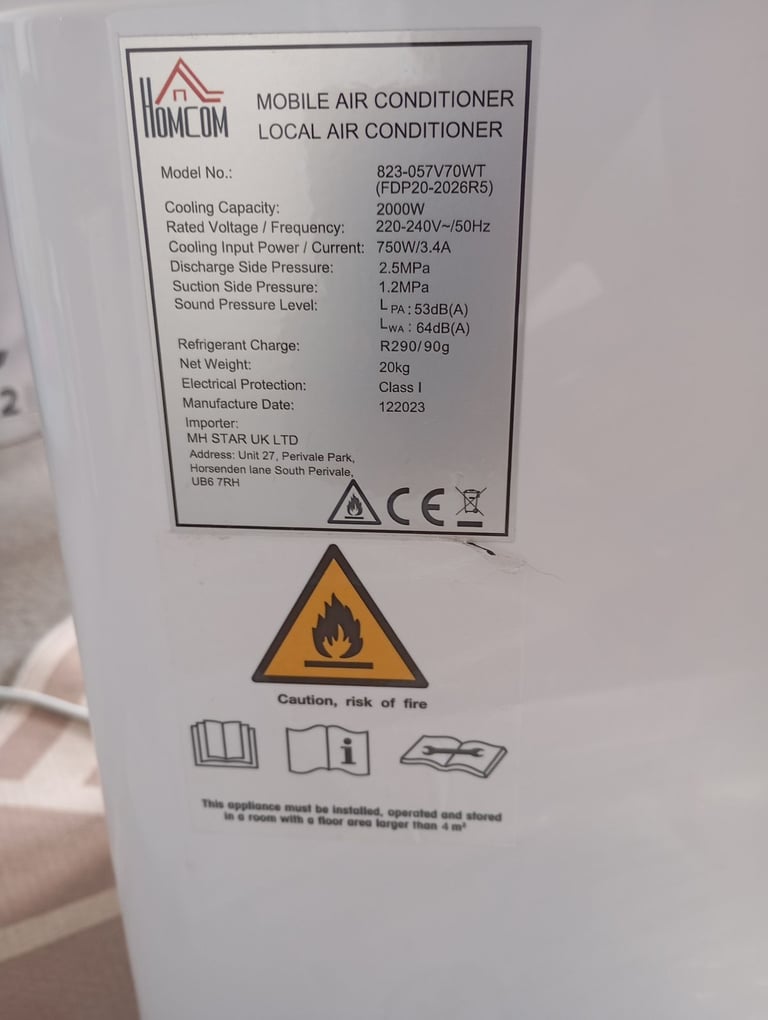 HOMCOM
MOBILE AIR CONDITIONER
LOCAL AIR CONDITIONER
Model No.: 823-057V70WT
(FDP20-2026R5)
Cooling Capacity: 2000W
Rated Voltage / Frequency: 220-240V~/50Hz
Cooling Input Power / Current: 750W/3.4A
Discharge Side Pressure: 2.5MPa
Suction Side Pressure: 1.2MPa
Sound Pressure Level: LPA: 53dB(A)
LWA: 64dB(A)
Refrigerant Charge: R290/90g
Net Weight: 20kg
Electrical Protection: Class I
Manufacture Date: 122023
Importer:
MH STAR UK LTD
Address: Unit 27, Perivale Park,
Horsenden lane South Perivale,
UB6 7RH
CE
Caution, risk of fire
i
This appliance must be installed, operated and stored
in a room with a floor area larger than 4 m²
2